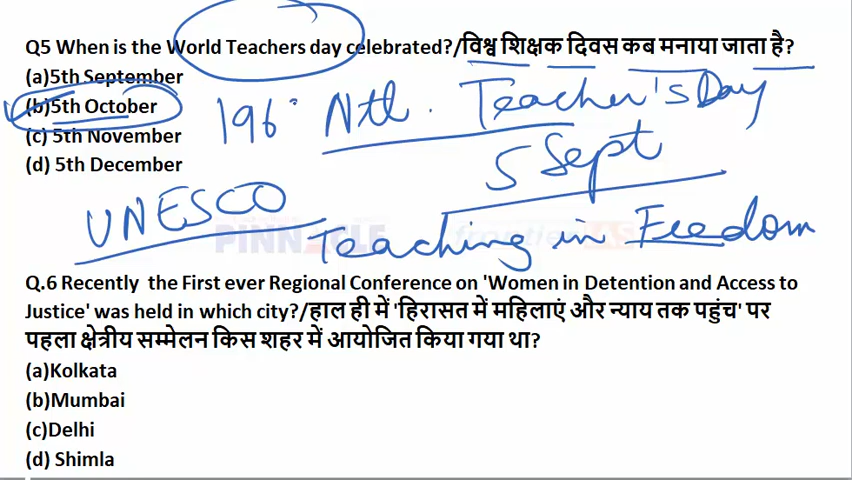 Q5 When is the World Teachers day celebrated?/विश्व शिक्षक दिवस कब मनाया जाता है?
(a)5th September
(b)5th October
196 Ntl. Teacher's Day
(c) 5th November
5 Sept
(d) 5th December
UNESCO
PINNACLE
Teaching in Freedom
Q.6 Recently the First ever Regional Conference on 'Women in Detention and Access to
Justice' was held in which city?/हाल ही में 'हिरासत में महिलाएं और न्याय तक पहुंच' पर
पहला क्षेत्रीय सम्मेलन किस शहर में आयोजित किया गया था?
(a)Kolkata
(b)Mumbai
(c)Delhi
(d) Shimla